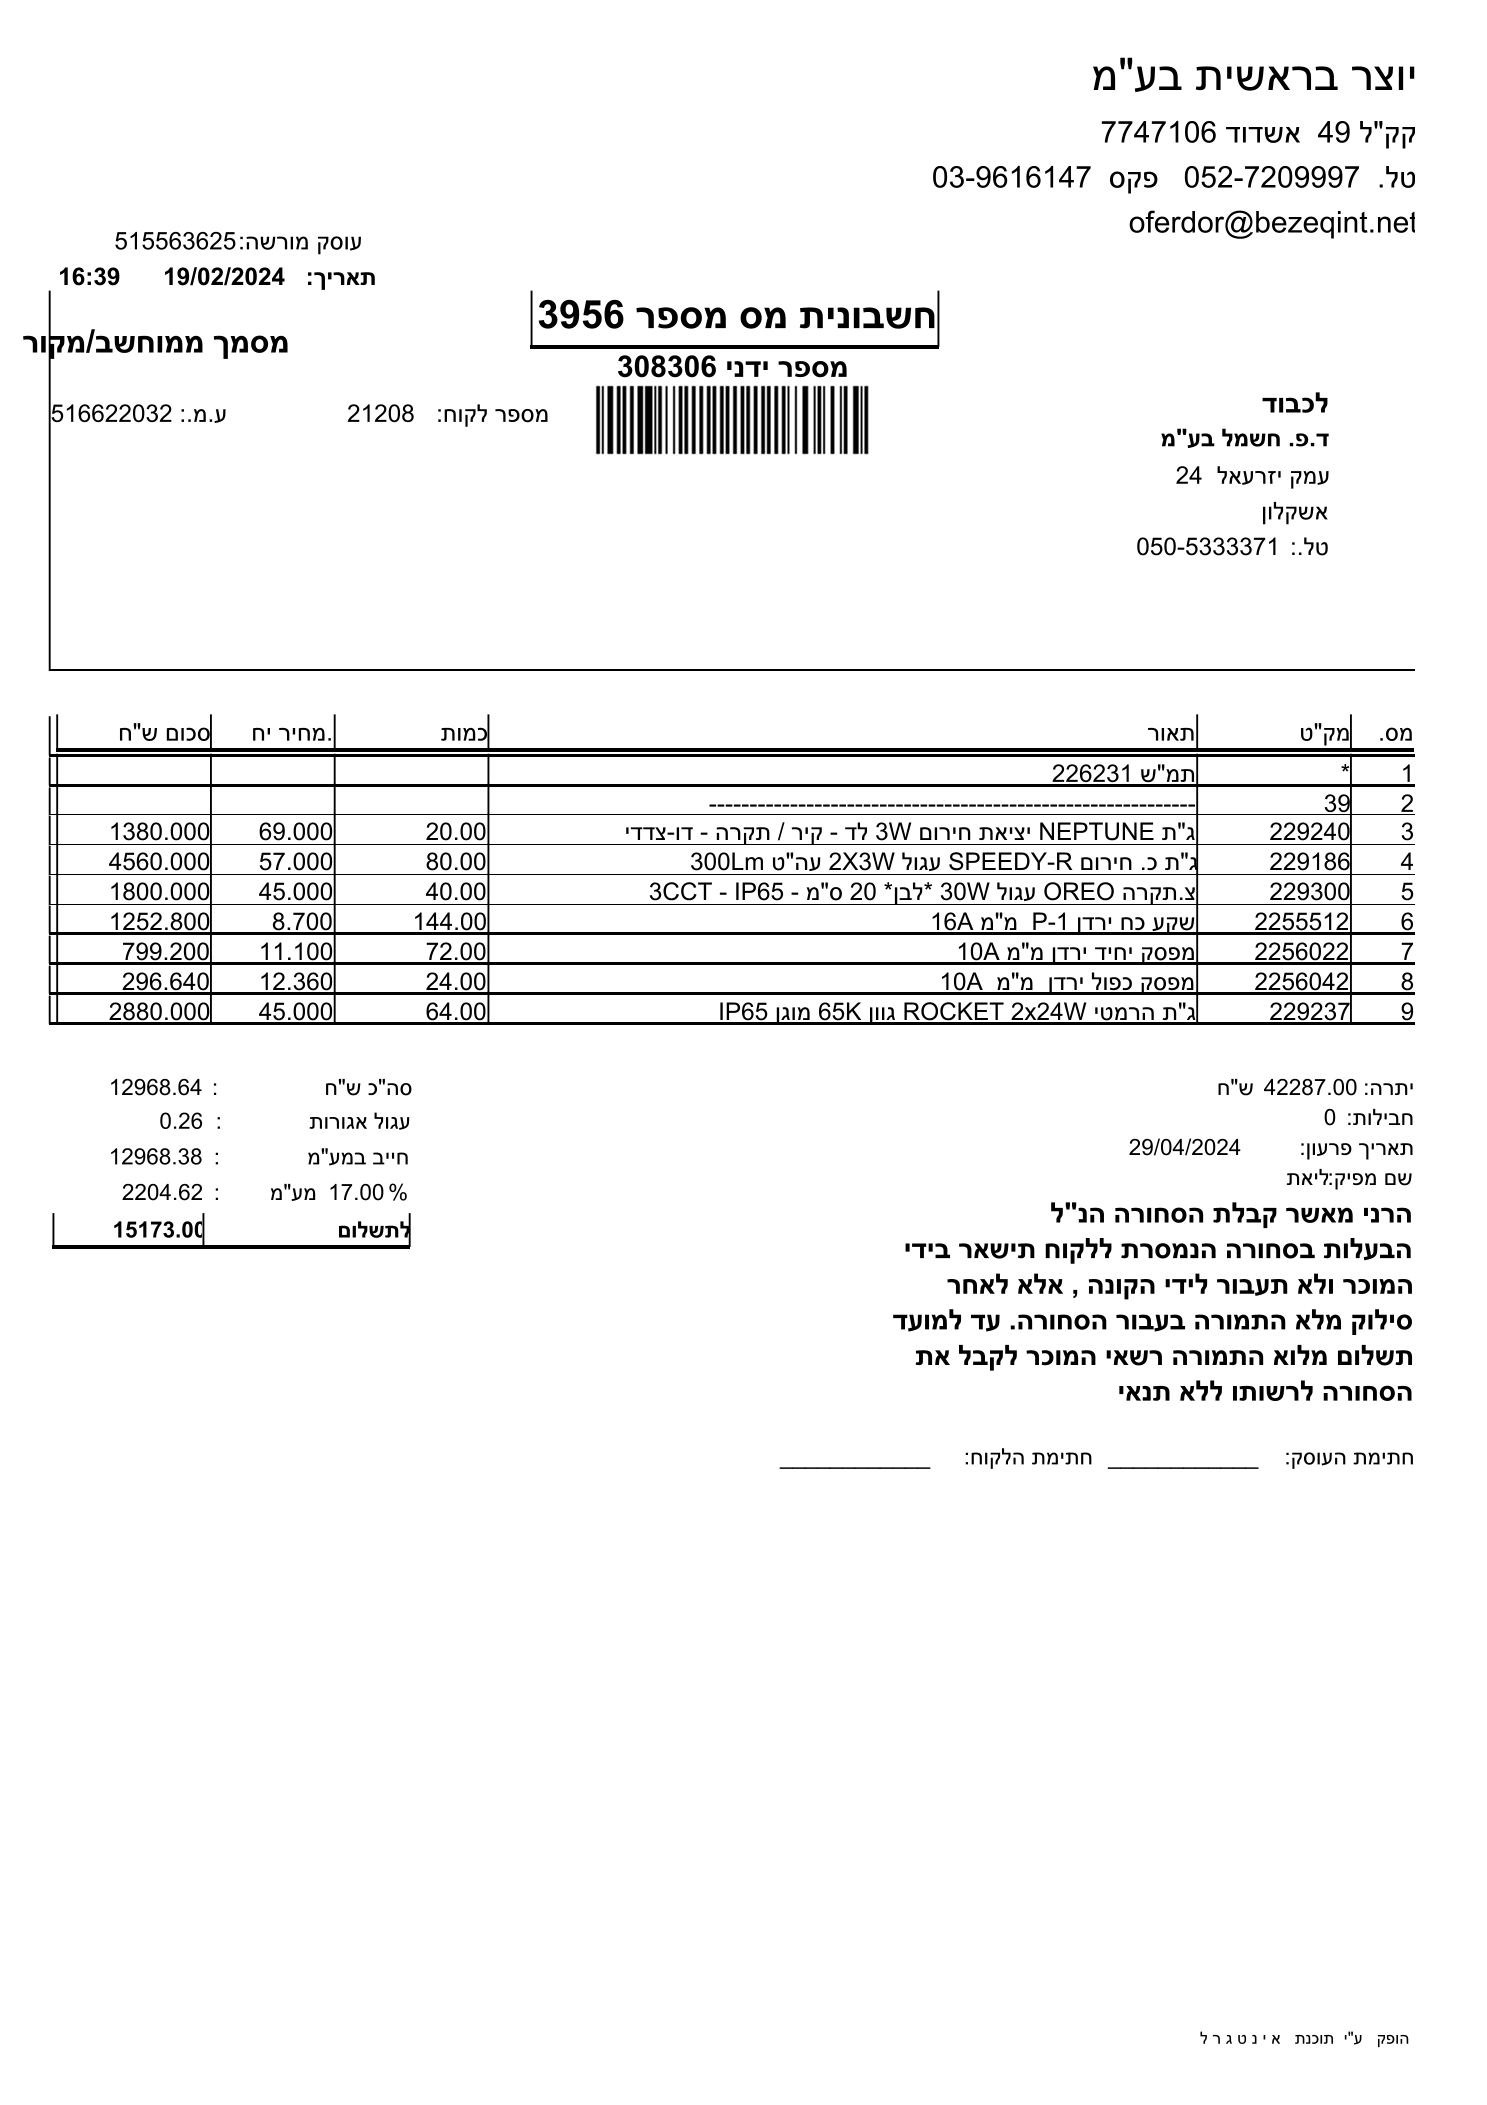 יוצר בראשית בע"מ
קק"ל 49 אשדוד 7747106
טל. 052-7209997 פקס 03-9616147
oferdor@bezeqint.net
עוסק מורשה: 515563625
תאריך: 19/02/2024 16:39
חשבונית מס מספר 3956
מסמך ממוחשב/מקור
מספר ידני 308306
לכבוד
מספר לקוח: 21208 ע.מ.: 516622032
ד.פ. חשמל בע"מ
עמק יזרעאל 24
אשקלון
טל.: 050-5333371
מס. מק"ט תאור כמות מחיר יח. סכום ש"ח
1 * תמ"ש 226231
2 39 ------------------------------------------------------------
3 229240 ג"ת NEPTUNE יציאת חירום 3W לד - קיר / תקרה - דו-צדדי 20.00 69.000 1380.000
4 229186 ג"ת כ. חירום SPEEDY-R עגול 2X3W עה"ט 300Lm 80.00 57.000 4560.000
5 229300 צ.תקרה OREO עגול 30W *לבן* 20 ס"מ - 3CCT - IP65 40.00 45.000 1800.000
6 2255512 שקע כח ירדן P-1 מ"מ 16A 144.00 8.700 1252.800
7 2256022 מפסק יחיד ירדן מ"מ 10A 72.00 11.100 799.200
8 2256042 מפסק כפול ירדן מ"מ 10A 24.00 12.360 296.640
9 229237 ג"ת הרמטי ROCKET 2x24W גוון 65K מוגן IP65 64.00 45.000 2880.000
יתרה: 42287.00 ש"ח
חבילות: 0
תאריך פרעון: 29/04/2024
שם מפיק:ליאת
סה"כ ש"ח : 12968.64
עגול אגורות : 0.26
חייב במע"מ : 12968.38
מע"מ 17.00 % : 2204.62
לתשלום 15173.00
הרני מאשר קבלת הסחורה הנ"ל
הבעלות בסחורה הנמסרת ללקוח תישאר בידי
המוכר ולא תעבור לידי הקונה , אלא לאחר
סילוק מלא התמורה בעבור הסחורה. עד למועד
תשלום מלוא התמורה רשאי המוכר לקבל את
הסחורה לרשותו ללא תנאי
חתימת העוסק: ____________ חתימת הלקוח: ____________
הופק ע"י תוכנת אינטגרל